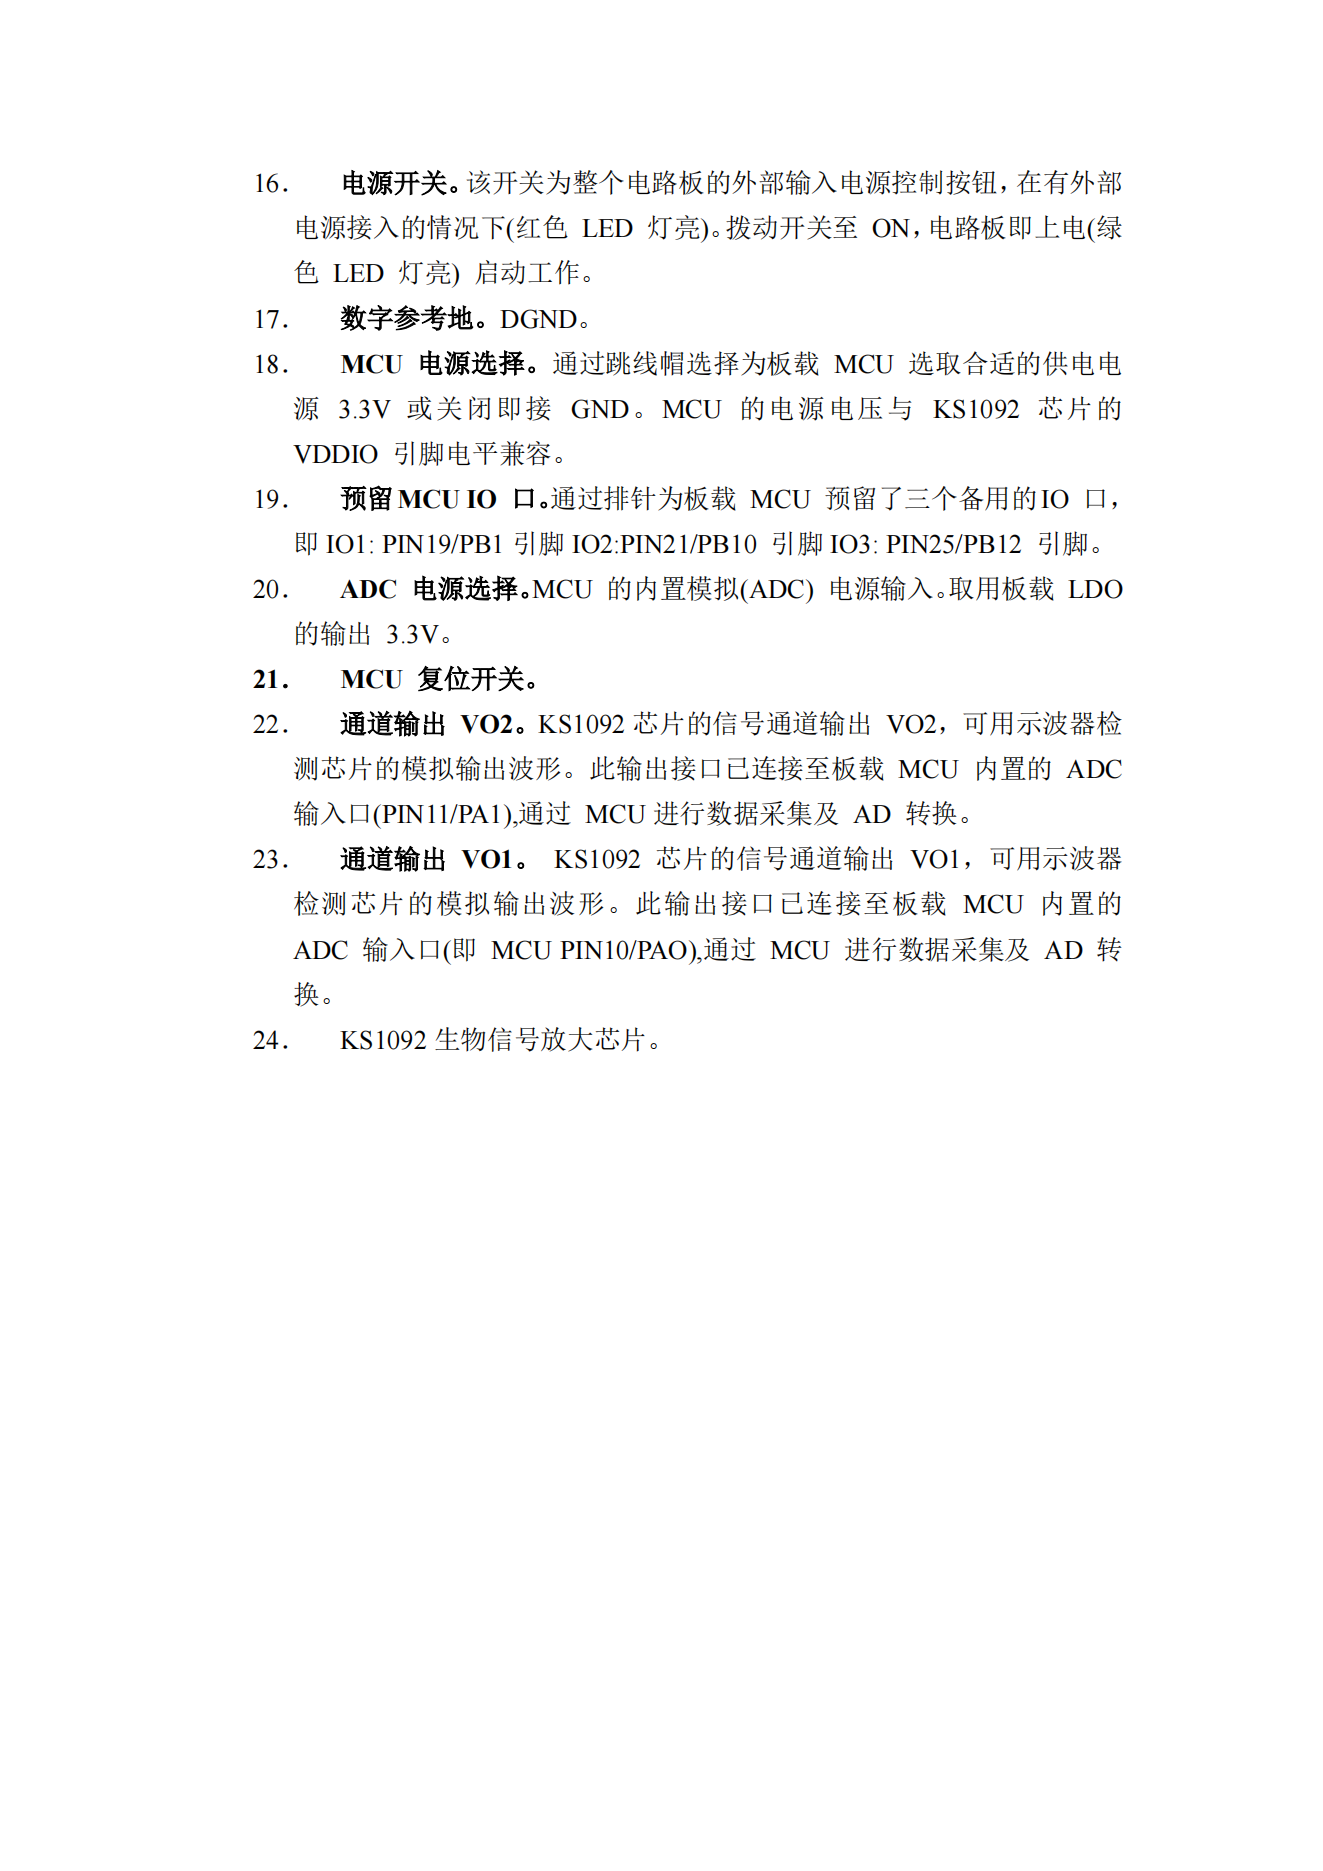 16. 电源开关。该开关为整个电路板的外部输入电源控制按钮，在有外部
电源接入的情况下(红色 LED 灯亮)。拨动开关至 ON，电路板即上电(绿
色 LED 灯亮) 启动工作。
17. 数字参考地。DGND。
18. MCU 电源选择。通过跳线帽选择为板载 MCU 选取合适的供电电
源 3.3V 或关闭即接 GND。MCU 的电源电压与 KS1092 芯片的
VDDIO 引脚电平兼容。
19. 预留 MCU IO 口。通过排针为板载 MCU 预留了三个备用的IO 口，
即 IO1: PIN19/PB1 引脚 IO2:PIN21/PB10 引脚 IO3: PIN25/PB12 引脚。
20. ADC 电源选择。MCU 的内置模拟(ADC) 电源输入。取用板载 LDO
的输出 3.3V。
21. MCU 复位开关。
22. 通道输出 VO2。KS1092 芯片的信号通道输出 VO2，可用示波器检
测芯片的模拟输出波形。此输出接口已连接至板载 MCU 内置的 ADC
输入口(PIN11/PA1),通过 MCU 进行数据采集及 AD 转换。
23. 通道输出 VO1。 KS1092 芯片的信号通道输出 VO1，可用示波器
检测芯片的模拟输出波形。此输出接口已连接至板载 MCU 内置的
ADC 输入口(即 MCU PIN10/PAO),通过 MCU 进行数据采集及 AD 转
换。
24. KS1092 生物信号放大芯片。